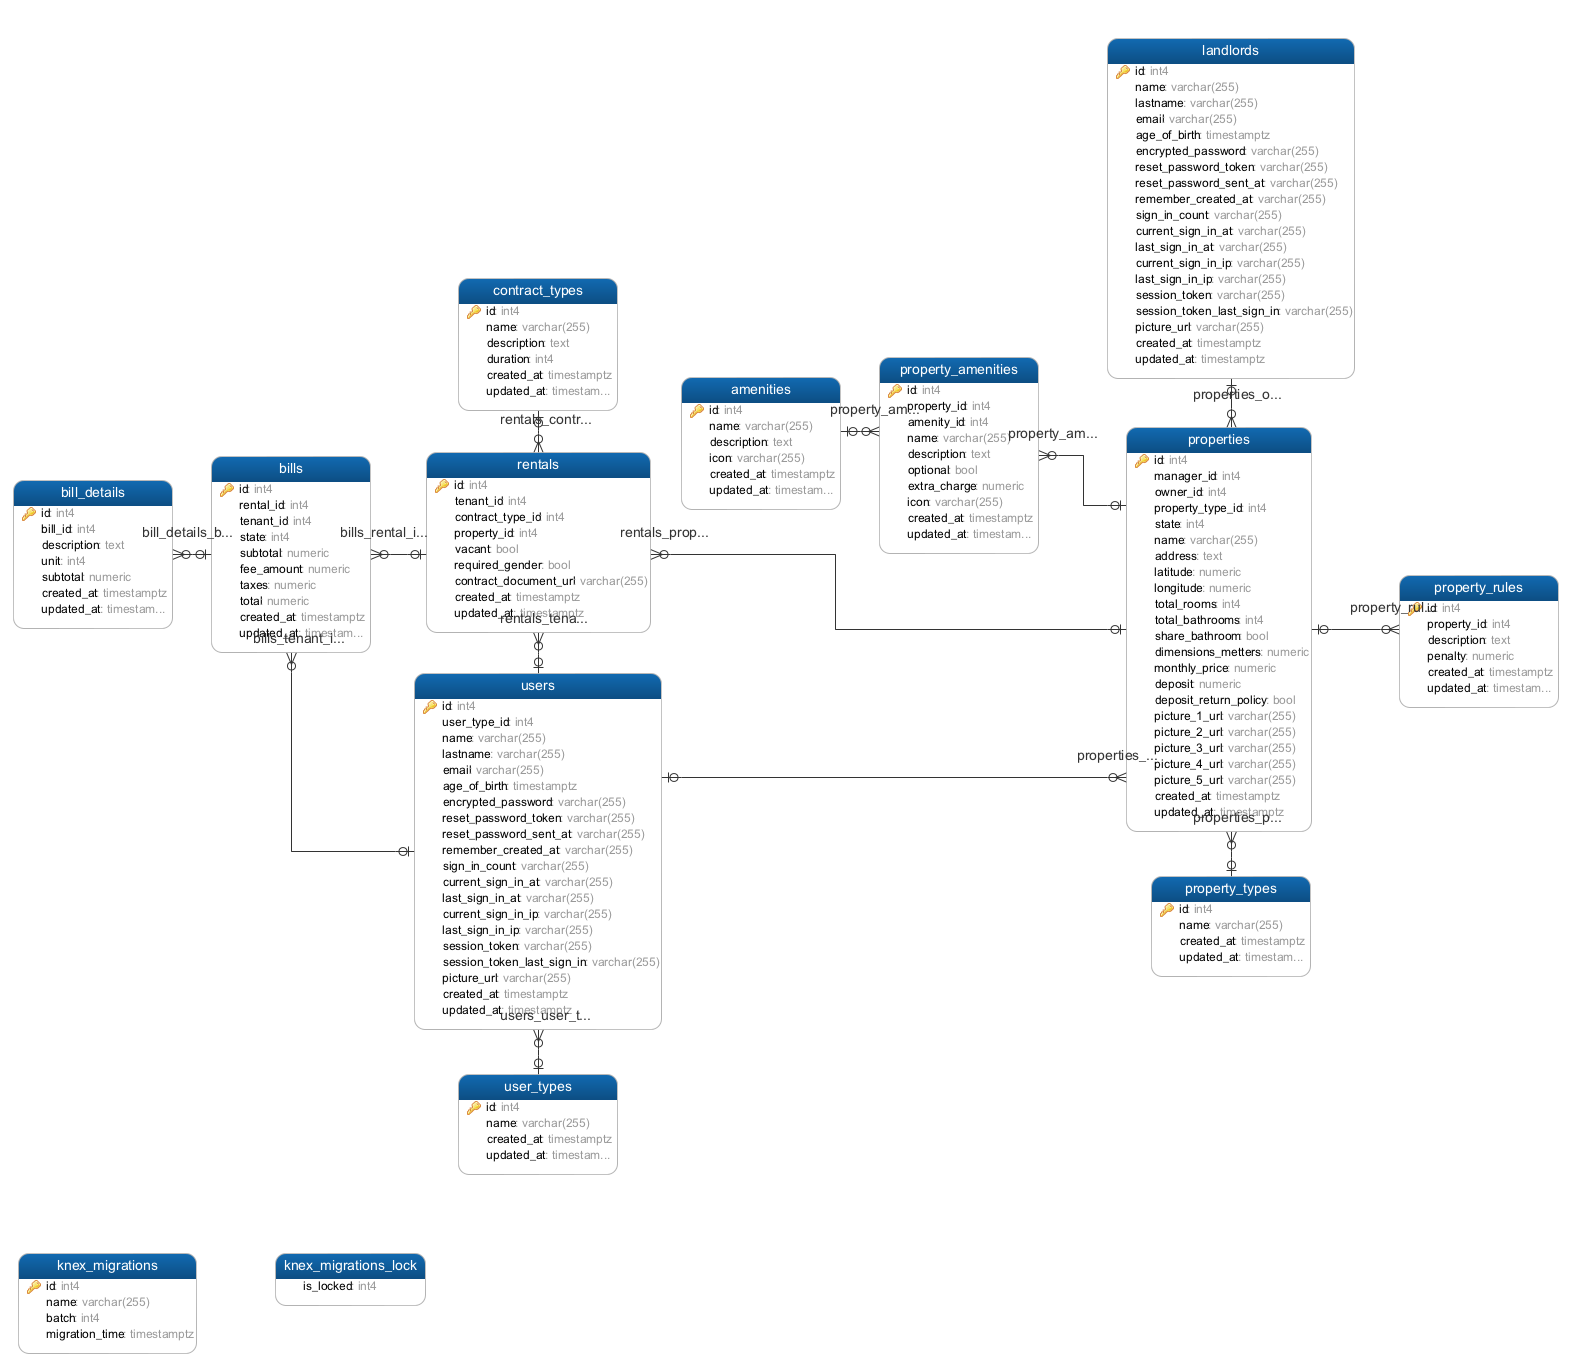 landlords
id: int4
name: varchar(255)
lastname: varchar(255)
email: varchar(255)
age_of_birth: timestamptz
encrypted_password: varchar(255)
reset_password_token: varchar(255)
reset_password_sent_at: varchar(255)
remember_created_at: varchar(255)
sign_in_count: varchar(255)
current_sign_in_at: varchar(255)
last_sign_in_at: varchar(255)
current_sign_in_ip: varchar(255)
last_sign_in_ip: varchar(255)
session_token: varchar(255)
session_token_last_sign_in: varchar(255)
picture_url: varchar(255)
created_at: timestamptz
updated_at: timestamptz
properties_o...
contract_types
id: int4
name: varchar(255)
description: text
duration: int4
created_at: timestamptz
updated_at: timestam...
rentals_contr...
amenities
id: int4
name: varchar(255)
description: text
icon: varchar(255)
created_at: timestamptz
updated_at: timestam...
property_am...
property_amenities
id: int4
property_id: int4
amenity_id: int4
name: varchar(255)
description: text
optional: bool
extra_charge: numeric
icon: varchar(255)
created_at: timestamptz
updated_at: timestam...
property_am...
bill_details
id: int4
bill_id: int4
description: text
unit: int4
subtotal: numeric
created_at: timestamptz
updated_at: timestam...
bill_details_b...
bills
id: int4
rental_id: int4
tenant_id: int4
state: int4
subtotal: numeric
fee_amount: numeric
taxes: numeric
total: numeric
created_at: timestamptz
updated_at: timestam...
bills_tenant_i...
bills_rental_i...
rentals
id: int4
tenant_id: int4
contract_type_id: int4
property_id: int4
vacant: bool
required_gender: bool
contract_document_url: varchar(255)
created_at: timestamptz
updated_at: timestamptz
rentals_tena...
rentals_prop...
properties
id: int4
manager_id: int4
owner_id: int4
property_type_id: int4
state: int4
name: varchar(255)
address: text
latitude: numeric
longitude: numeric
total_rooms: int4
total_bathrooms: int4
share_bathroom: bool
dimensions_metters: numeric
monthly_price: numeric
deposit: numeric
deposit_return_policy: bool
picture_1_url: varchar(255)
picture_2_url: varchar(255)
picture_3_url: varchar(255)
picture_4_url: varchar(255)
picture_5_url: varchar(255)
created_at: timestamptz
updated_at: timestamptz
properties_p...
properties_...
property_rul...
property_rules
id: int4
property_id: int4
description: text
penalty: numeric
created_at: timestamptz
updated_at: timestam...
users
id: int4
user_type_id: int4
name: varchar(255)
lastname: varchar(255)
email: varchar(255)
age_of_birth: timestamptz
encrypted_password: varchar(255)
reset_password_token: varchar(255)
reset_password_sent_at: varchar(255)
remember_created_at: varchar(255)
sign_in_count: varchar(255)
current_sign_in_at: varchar(255)
last_sign_in_at: varchar(255)
current_sign_in_ip: varchar(255)
last_sign_in_ip: varchar(255)
session_token: varchar(255)
session_token_last_sign_in: varchar(255)
picture_url: varchar(255)
created_at: timestamptz
updated_at: timestamptz
users_user_t...
property_types
id: int4
name: varchar(255)
created_at: timestamptz
updated_at: timestam...
user_types
id: int4
name: varchar(255)
created_at: timestamptz
updated_at: timestam...
knex_migrations
id: int4
name: varchar(255)
batch: int4
migration_time: timestamptz
knex_migrations_lock
is_locked: int4